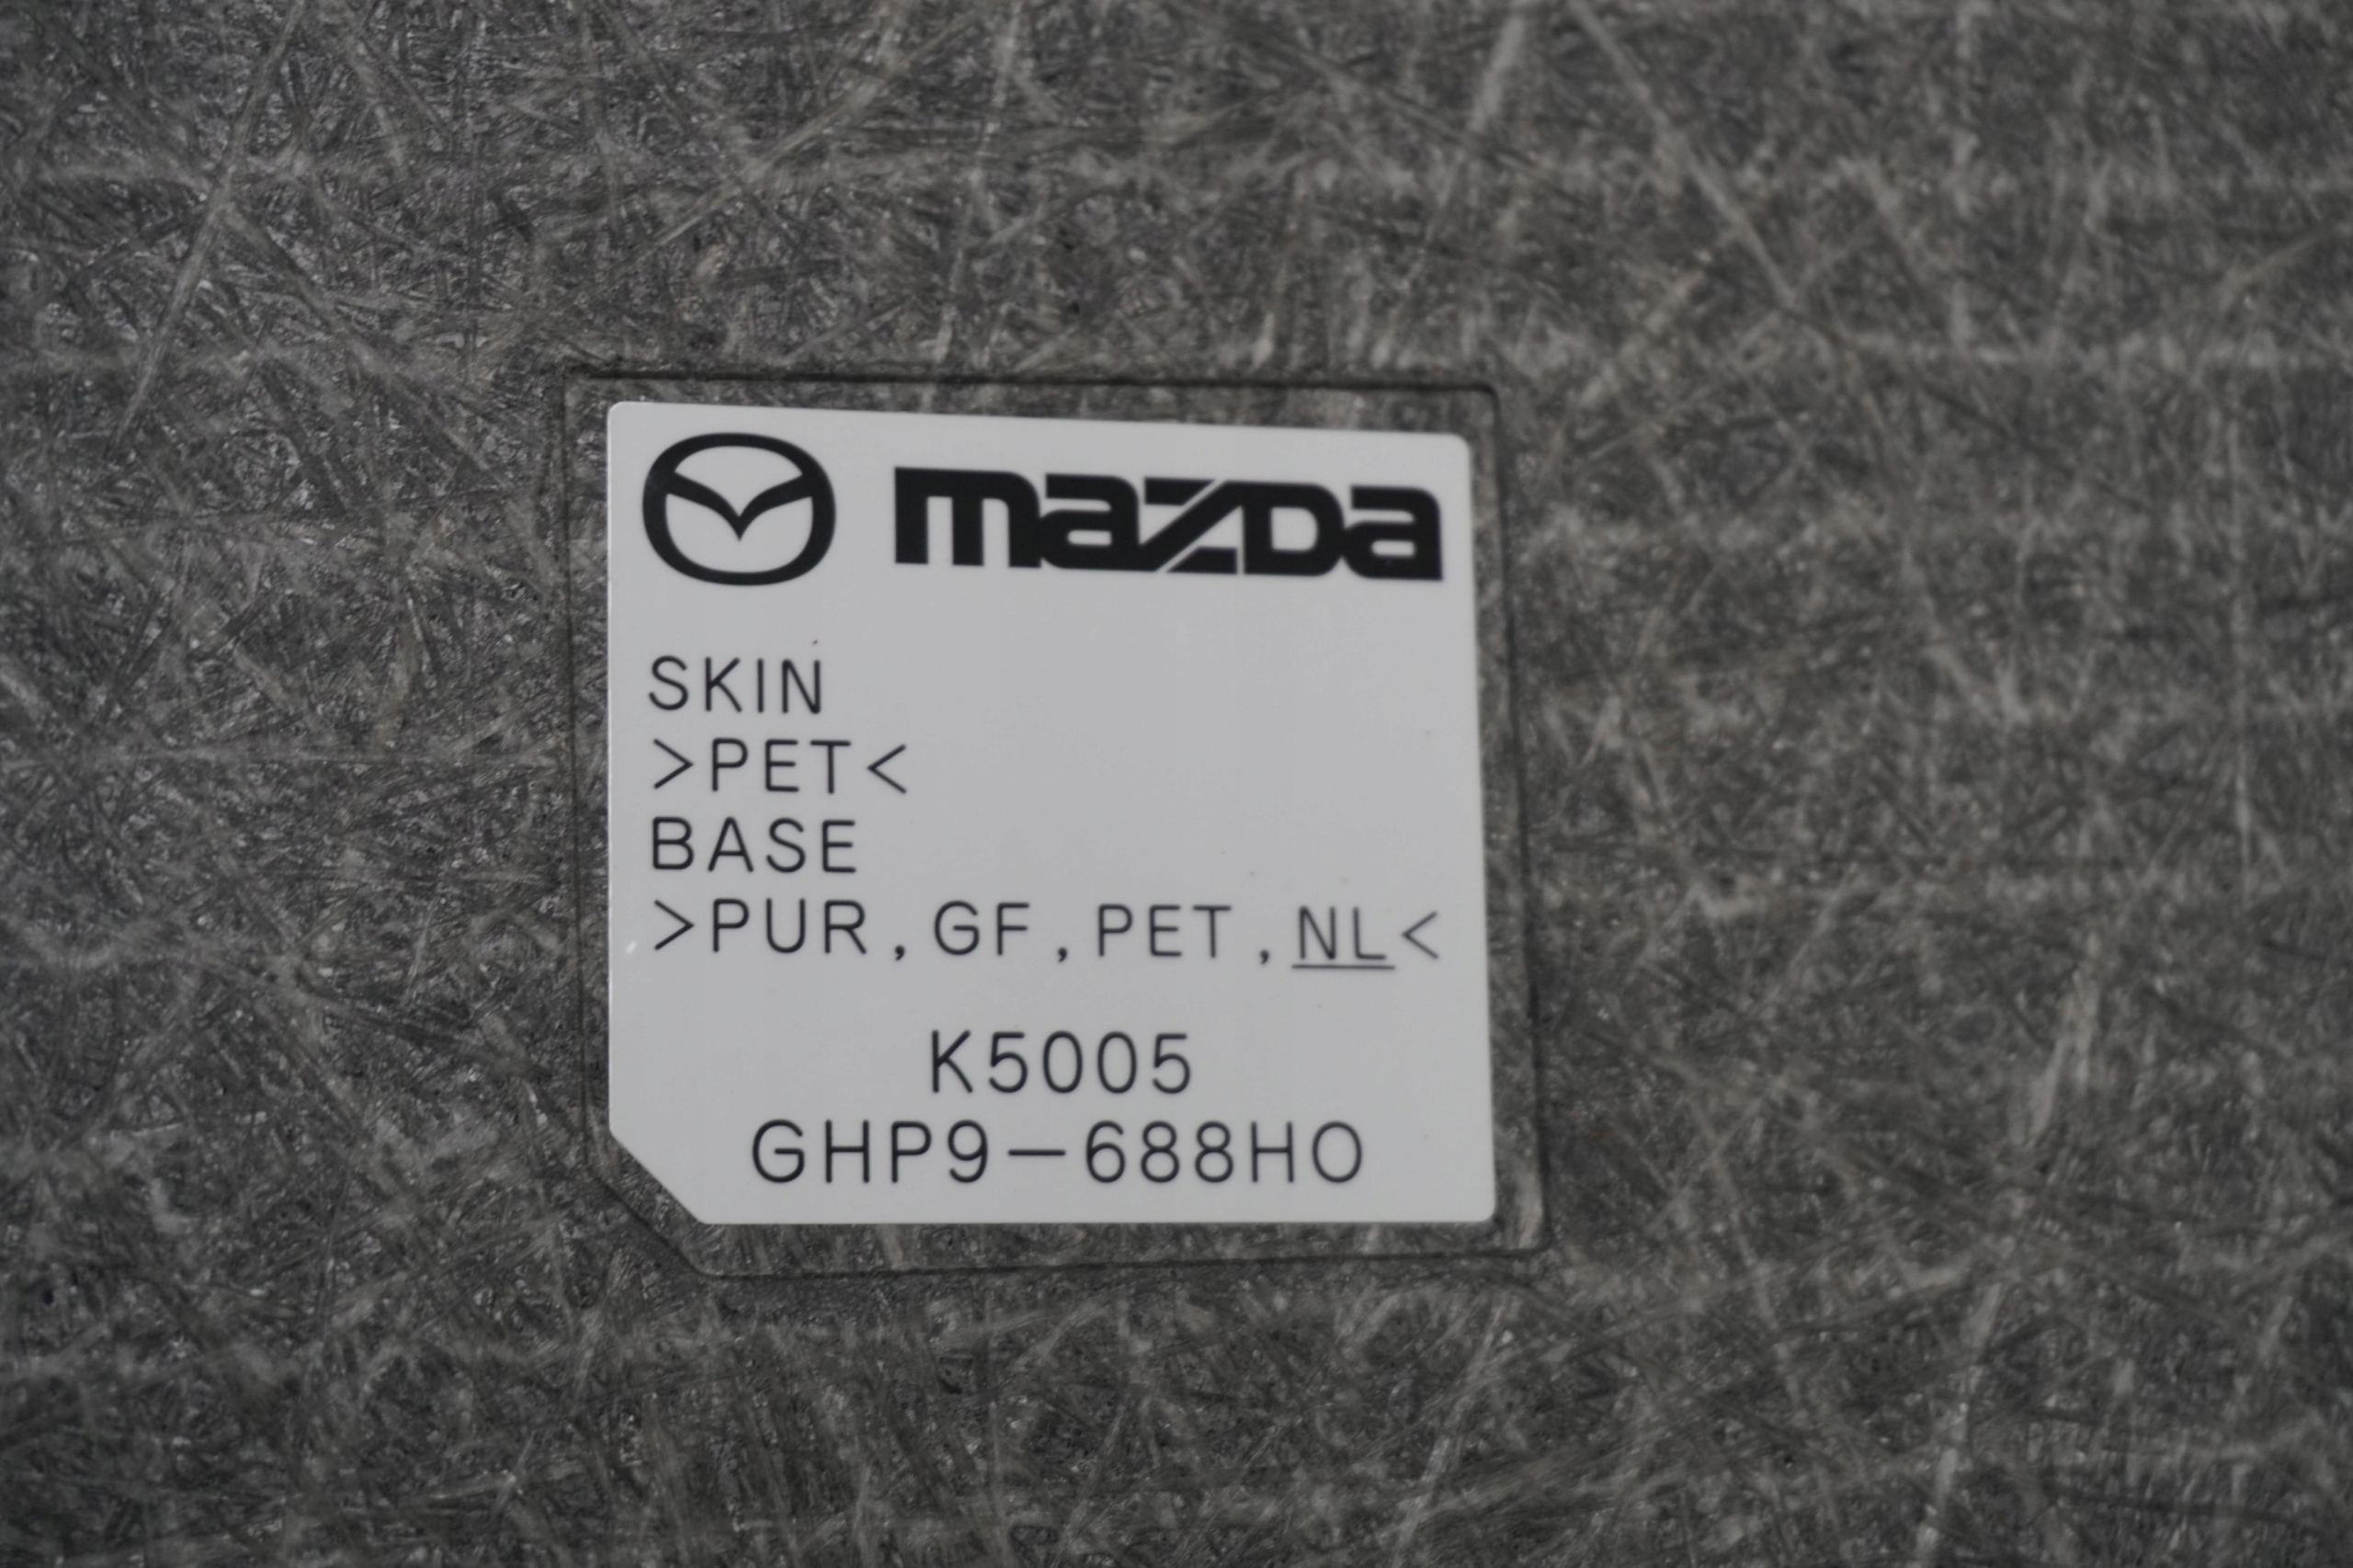 mazda
SKIN
>PET<
BASE
>PUR,GF,PET,NL<
K5005
GHP9-688HO